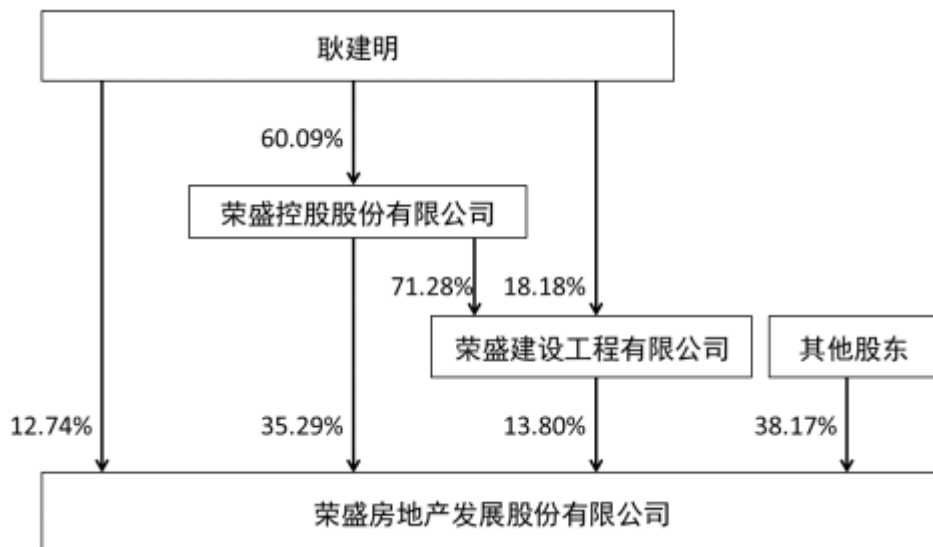 耿建明
60.09%
荣盛控股股份有限公司
71.28%
18.18%
荣盛建设工程有限公司
其他股东
12.74%
35.29%
13.80%
38.17%
荣盛房地产发展股份有限公司